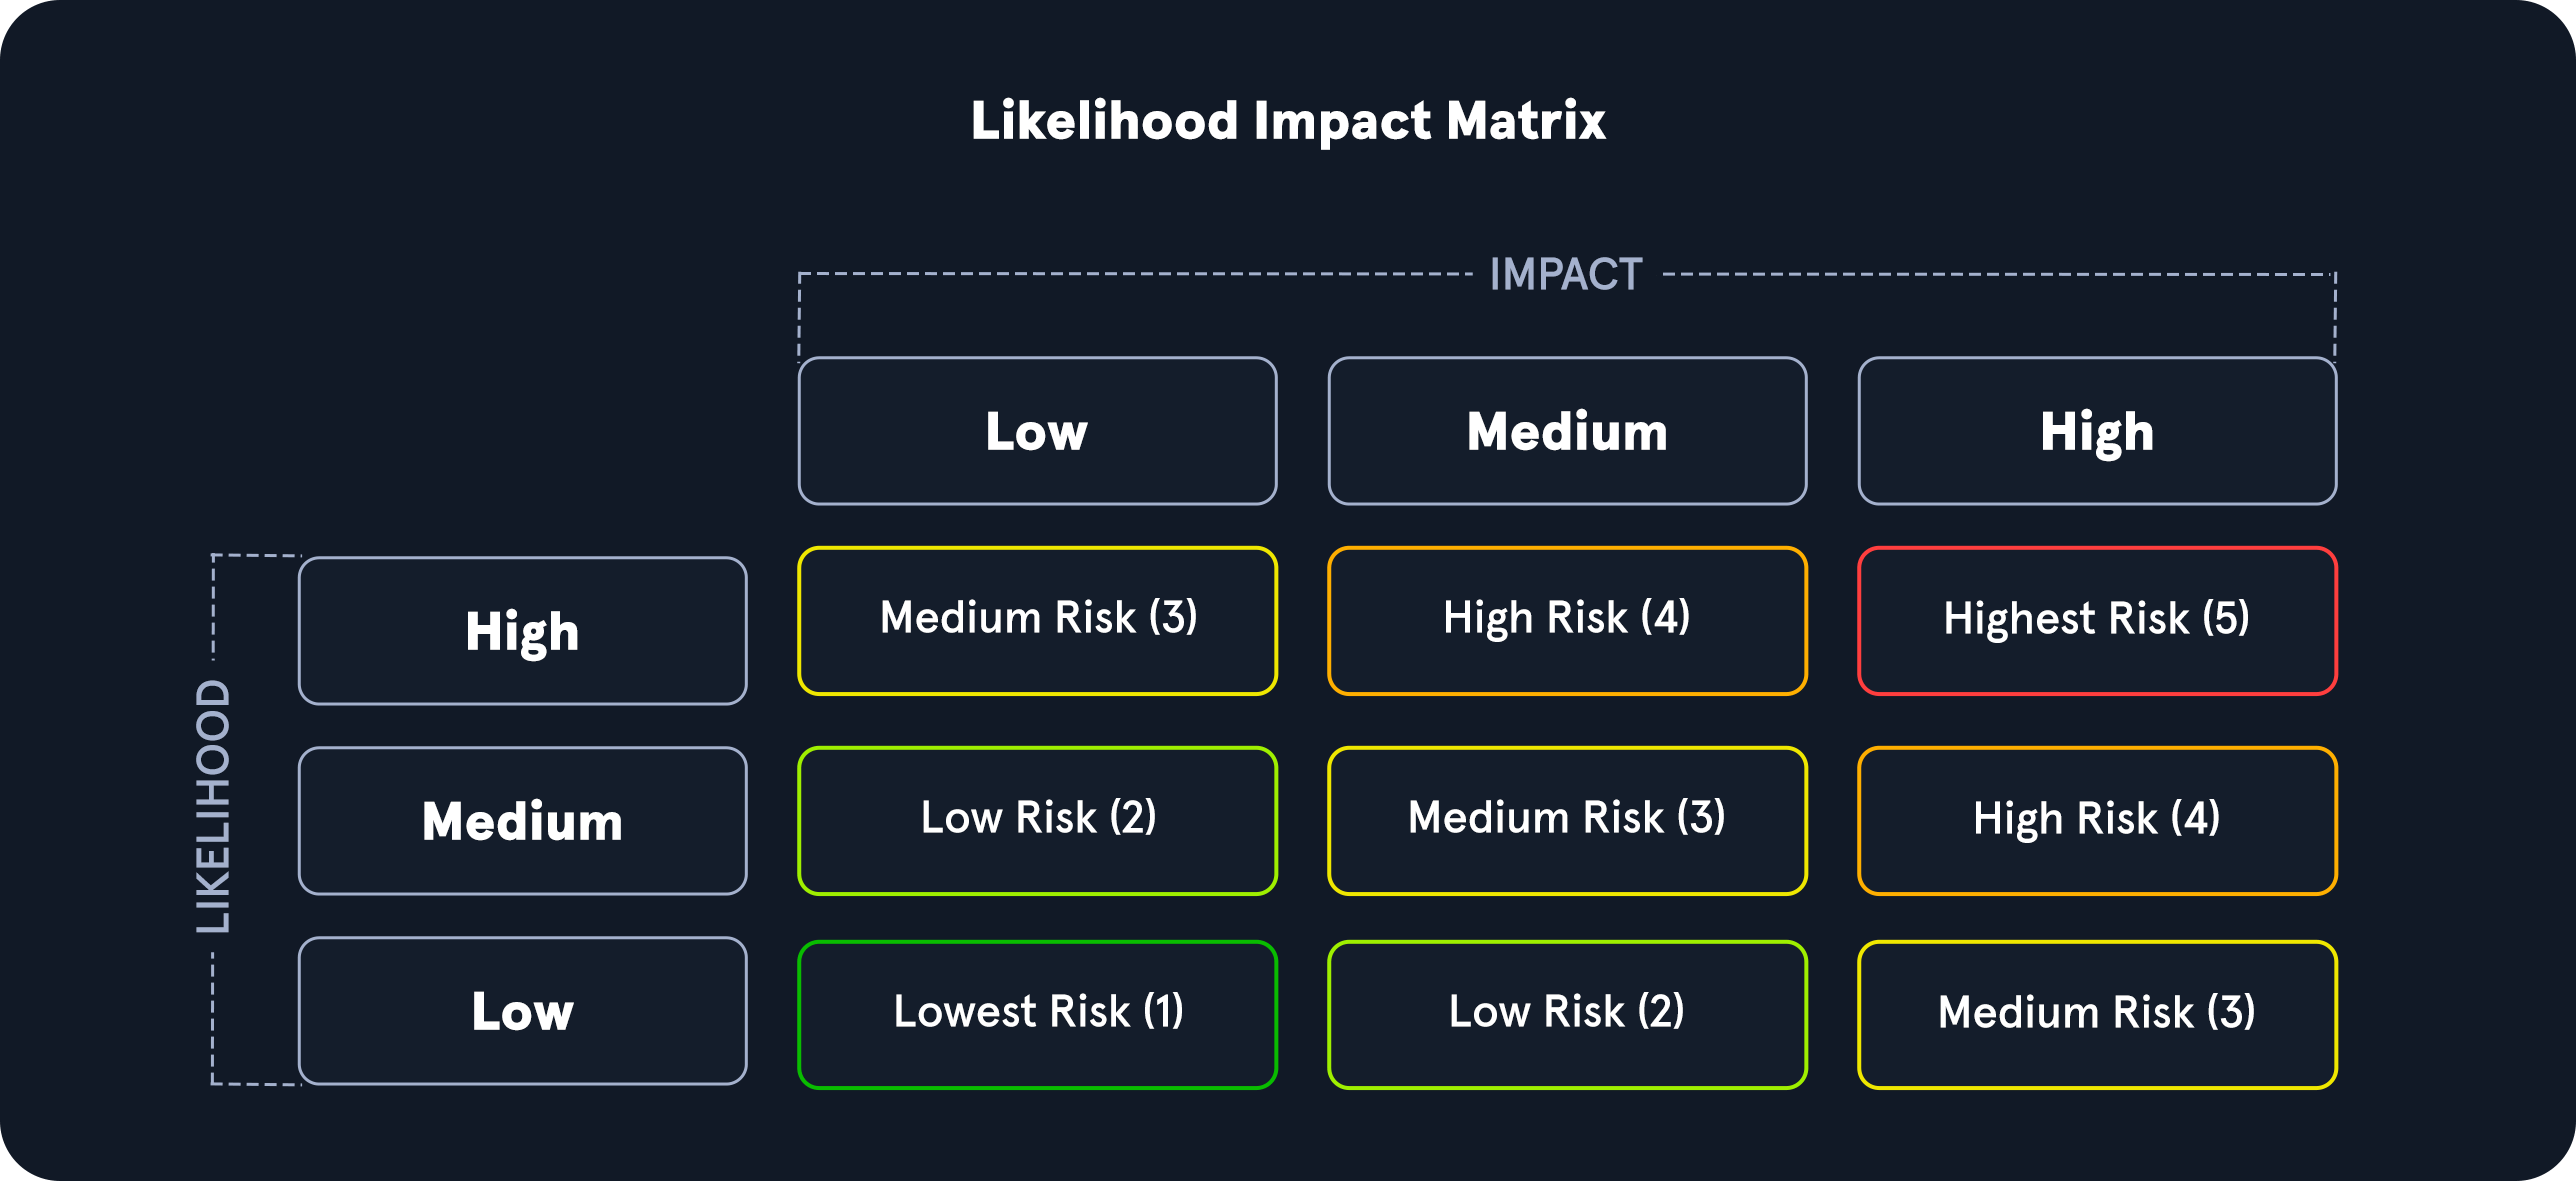 Likelihood Impact Matrix
IMPACT
Low Medium High
LIKELIHOOD
High Medium Risk (3) High Risk (4) Highest Risk (5)
Medium Low Risk (2) Medium Risk (3) High Risk (4)
Low Lowest Risk (1) Low Risk (2) Medium Risk (3)